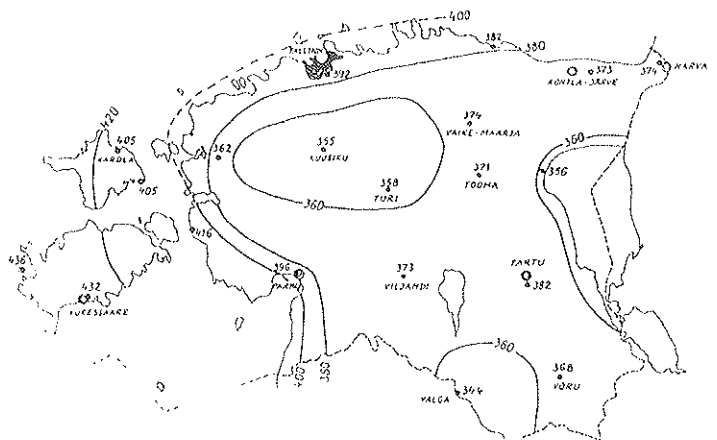 400
382
380
TALLINN
392
KOHTLA-JÄRVE
373
374
NARVA
420
405
KÄRDLA
405
362
355
KUUSIKU
374
VÄIKE-MAARJA
360
358
TÜRI
360
371
TOOMA
356
416
436
432
KURESSAARE
396
PÄRNU
373
VILJANDI
TARTU
382
400
360
344
VALGA
368
VÕRU